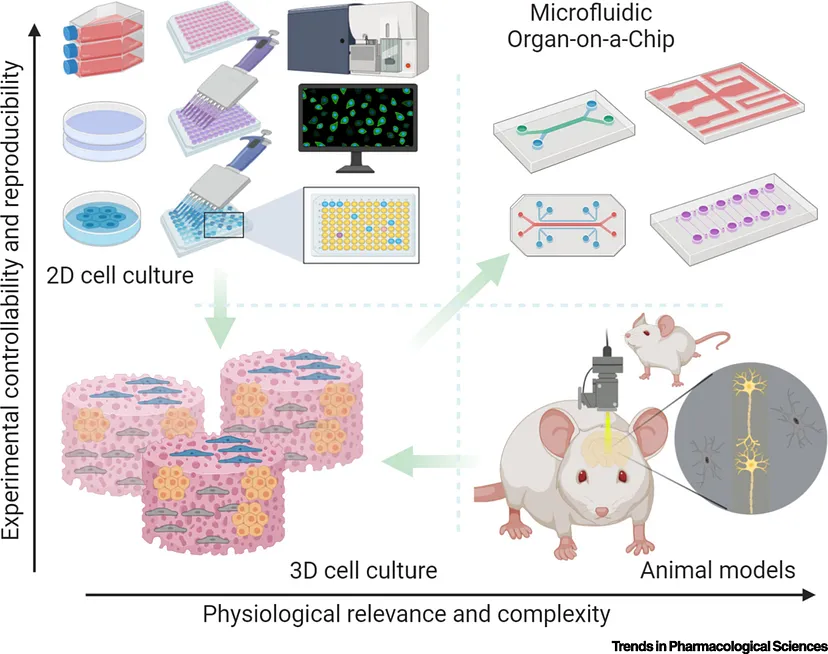 Microfluidic
Organ-on-a-Chip
Experimental controllability and reproducibility
2D cell culture
3D cell culture
Animal models
Physiological relevance and complexity
Trends in Pharmacological Sciences